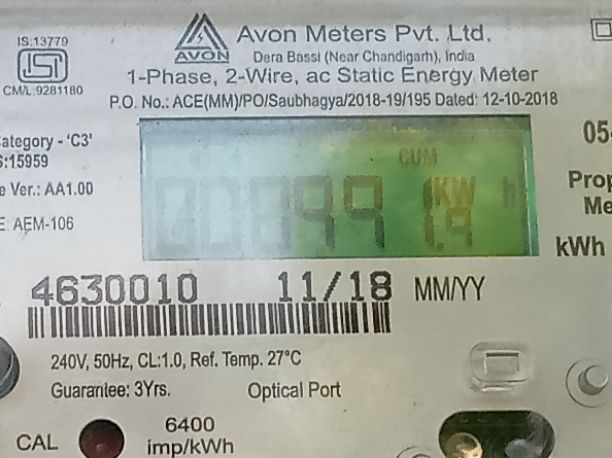 IS:13779
ISI
CM/L:9281180
AVON
Avon Meters Pvt. Ltd.
Dera Bassi (Near Chandigarh), India
1-Phase, 2-Wire, ac Static Energy Meter
P.O. No.: ACE(MM)/PO/Saubhagya/2018-19/195 Dated: 12-10-2018
ategory - 'C3'
S:15959
e Ver.: AA1.00
E: AEM-106
CUM
KW h
05-
Prop
Me
kWh
4630010 11/18 MM/YY
240V, 50Hz, CL:1.0, Ref. Temp. 27°C
Guarantee: 3Yrs. Optical Port
CAL
6400
imp/kWh